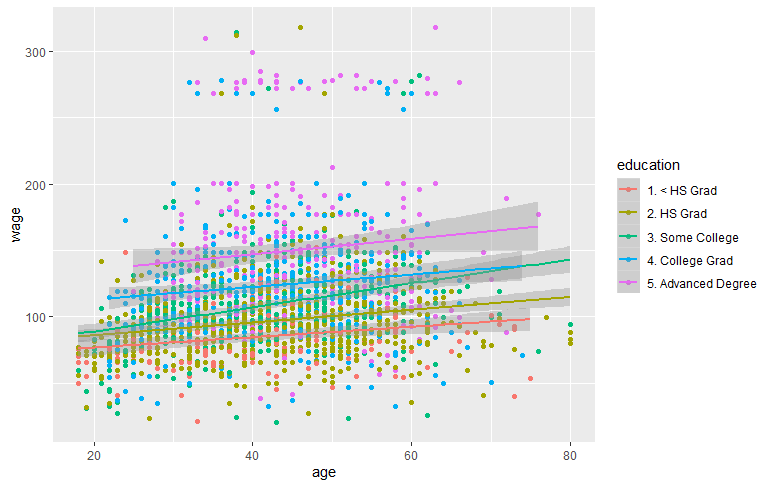 300
200
100
wage
20
40
60
80
age
education
1. < HS Grad
2. HS Grad
3. Some College
4. College Grad
5. Advanced Degree